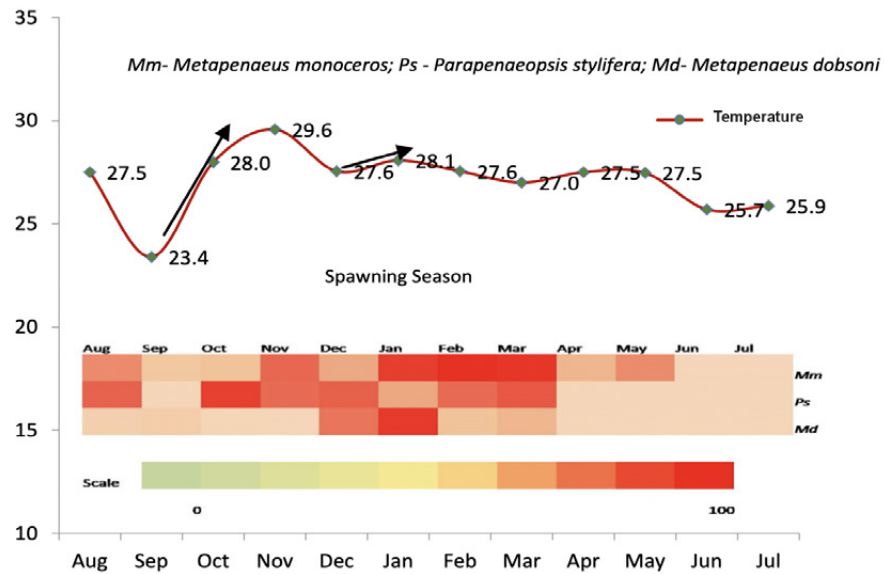 35
Mm- Metapenaeus monoceros; Ps - Parapenaeopsis stylifera; Md- Metapenaeus dobsoni
30
Temperature
27.5 23.4 28.0 29.6 27.6 28.1 27.6 27.0 27.5 27.5 25.7 25.9
25
Spawning Season
20
Aug Sep Oct Nov Dec Jan Feb Mar Apr May Jun Jul
Mm
Ps
15
Md
Scale
0 100
10
Aug Sep Oct Nov Dec Jan Feb Mar Apr May Jun Jul